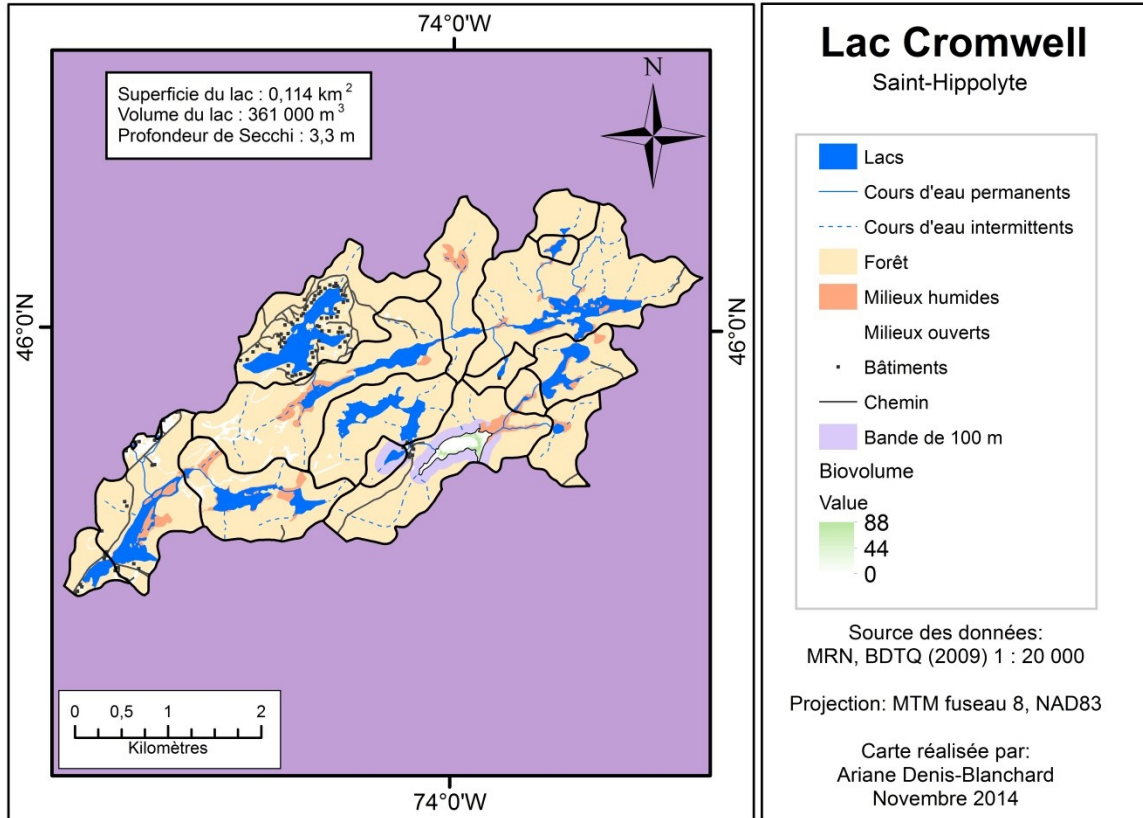 74°0'W
Superficie du lac : 0,114 km²
Volume du lac : 361 000 m³
Profondeur de Secchi : 3,3 m
N
46°0'N
46°0'N
0 0,5 1 2
Kilomètres
74°0'W
Lac Cromwell
Saint-Hippolyte
Lacs
Cours d'eau permanents
Cours d'eau intermittents
Forêt
Milieux humides
Milieux ouverts
Bâtiments
Chemin
Bande de 100 m
Biovolume
Value
88
44
0
Source des données:
MRN, BDTQ (2009) 1 : 20 000
Projection: MTM fuseau 8, NAD83
Carte réalisée par:
Ariane Denis-Blanchard
Novembre 2014